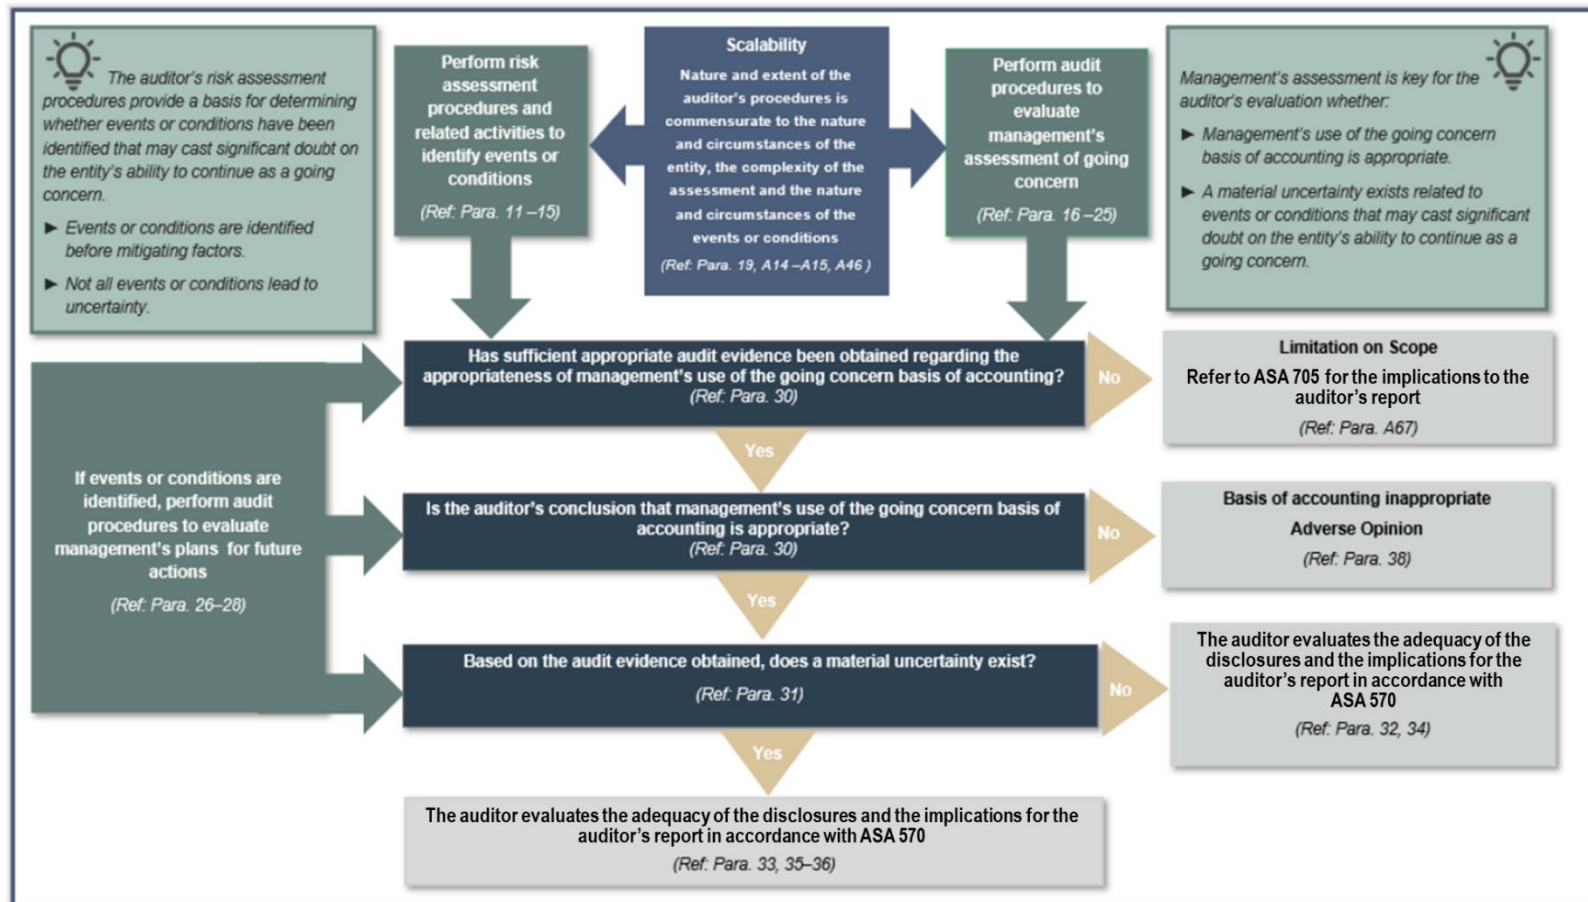 The auditor's risk assessment
procedures provide a basis for determining
whether events or conditions have been
identified that may cast significant doubt on
the entity's ability to continue as a going
concern.
► Events or conditions are identified
before mitigating factors.
► Not all events or conditions lead to
uncertainty.
Perform risk
assessment
procedures and
related activities to
identify events or
conditions
(Ref: Para. 11 –15)
Scalability
Nature and extent of the
auditor's procedures is
commensurate to the nature
and circumstances of the
entity, the complexity of the
assessment and the nature
and circumstances of the
events or conditions
(Ref: Para. 19, A14 –A15, A46 )
Perform audit
procedures to
evaluate
management's
assessment of going
concern
(Ref: Para. 16 –25)
Management's assessment is key for the
auditor's evaluation whether:
► Management's use of the going concern
basis of accounting is appropriate.
► A material uncertainty exists related to
events or conditions that may cast significant
doubt on the entity's ability to continue as a
going concern.
If events or conditions are
identified, perform audit
procedures to evaluate
management's plans for future
actions
(Ref: Para. 26–28)
Has sufficient appropriate audit evidence been obtained regarding the
appropriateness of management's use of the going concern basis of accounting?
(Ref: Para. 30)
No
Limitation on Scope
Refer to ASA 705 for the implications to the
auditor's report
(Ref: Para. A67)
Yes
Is the auditor's conclusion that management's use of the going concern basis of
accounting is appropriate?
(Ref: Para. 30)
No
Basis of accounting inappropriate
Adverse Opinion
(Ref: Para. 38)
Yes
Based on the audit evidence obtained, does a material uncertainty exist?
(Ref: Para. 31)
No
The auditor evaluates the adequacy of the
disclosures and the implications for the
auditor's report in accordance with
ASA 570
(Ref: Para. 32, 34)
Yes
The auditor evaluates the adequacy of the disclosures and the implications for the
auditor's report in accordance with ASA 570
(Ref: Para. 33, 35–36)